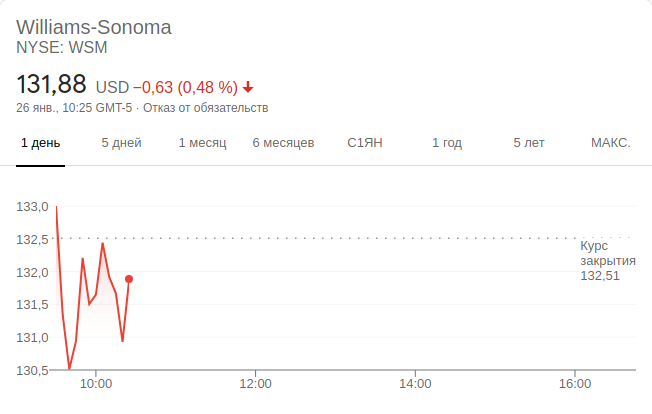 Williams-Sonoma
NYSE: WSM
131,88 USD −0,63 (0,48 %)
26 янв., 10:25 GMT-5 · Отказ от обязательств
1 день 5 дней 1 месяц 6 месяцев С1ЯН 1 год 5 лет МАКС.
133,0
132,5
Курс
закрытия
132,51
132,0
131,5
131,0
130,5
10:00 12:00 14:00 16:00